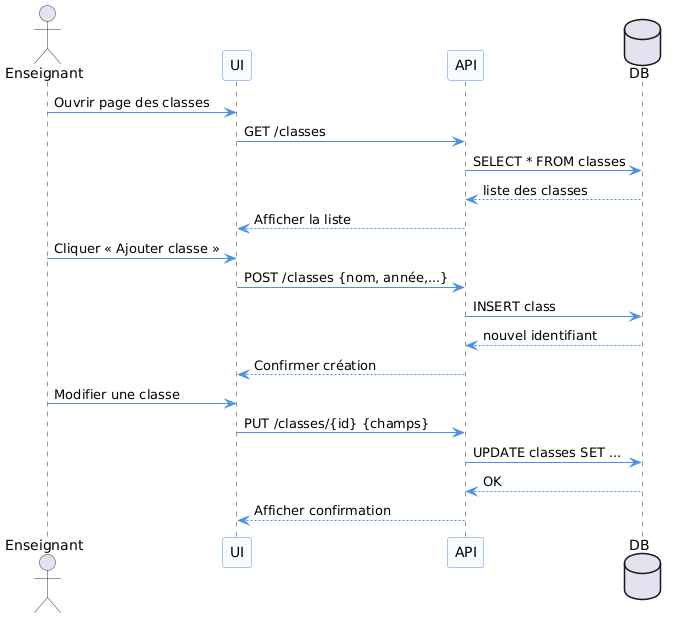 Enseignant
UI
API
DB
Ouvrir page des classes
GET /classes
SELECT * FROM classes
liste des classes
Afficher la liste
Cliquer « Ajouter classe »
POST /classes {nom, année,...}
INSERT class
nouvel identifiant
Confirmer création
Modifier une classe
PUT /classes/{id} {champs}
UPDATE classes SET ...
OK
Afficher confirmation
Enseignant
UI
API
DB